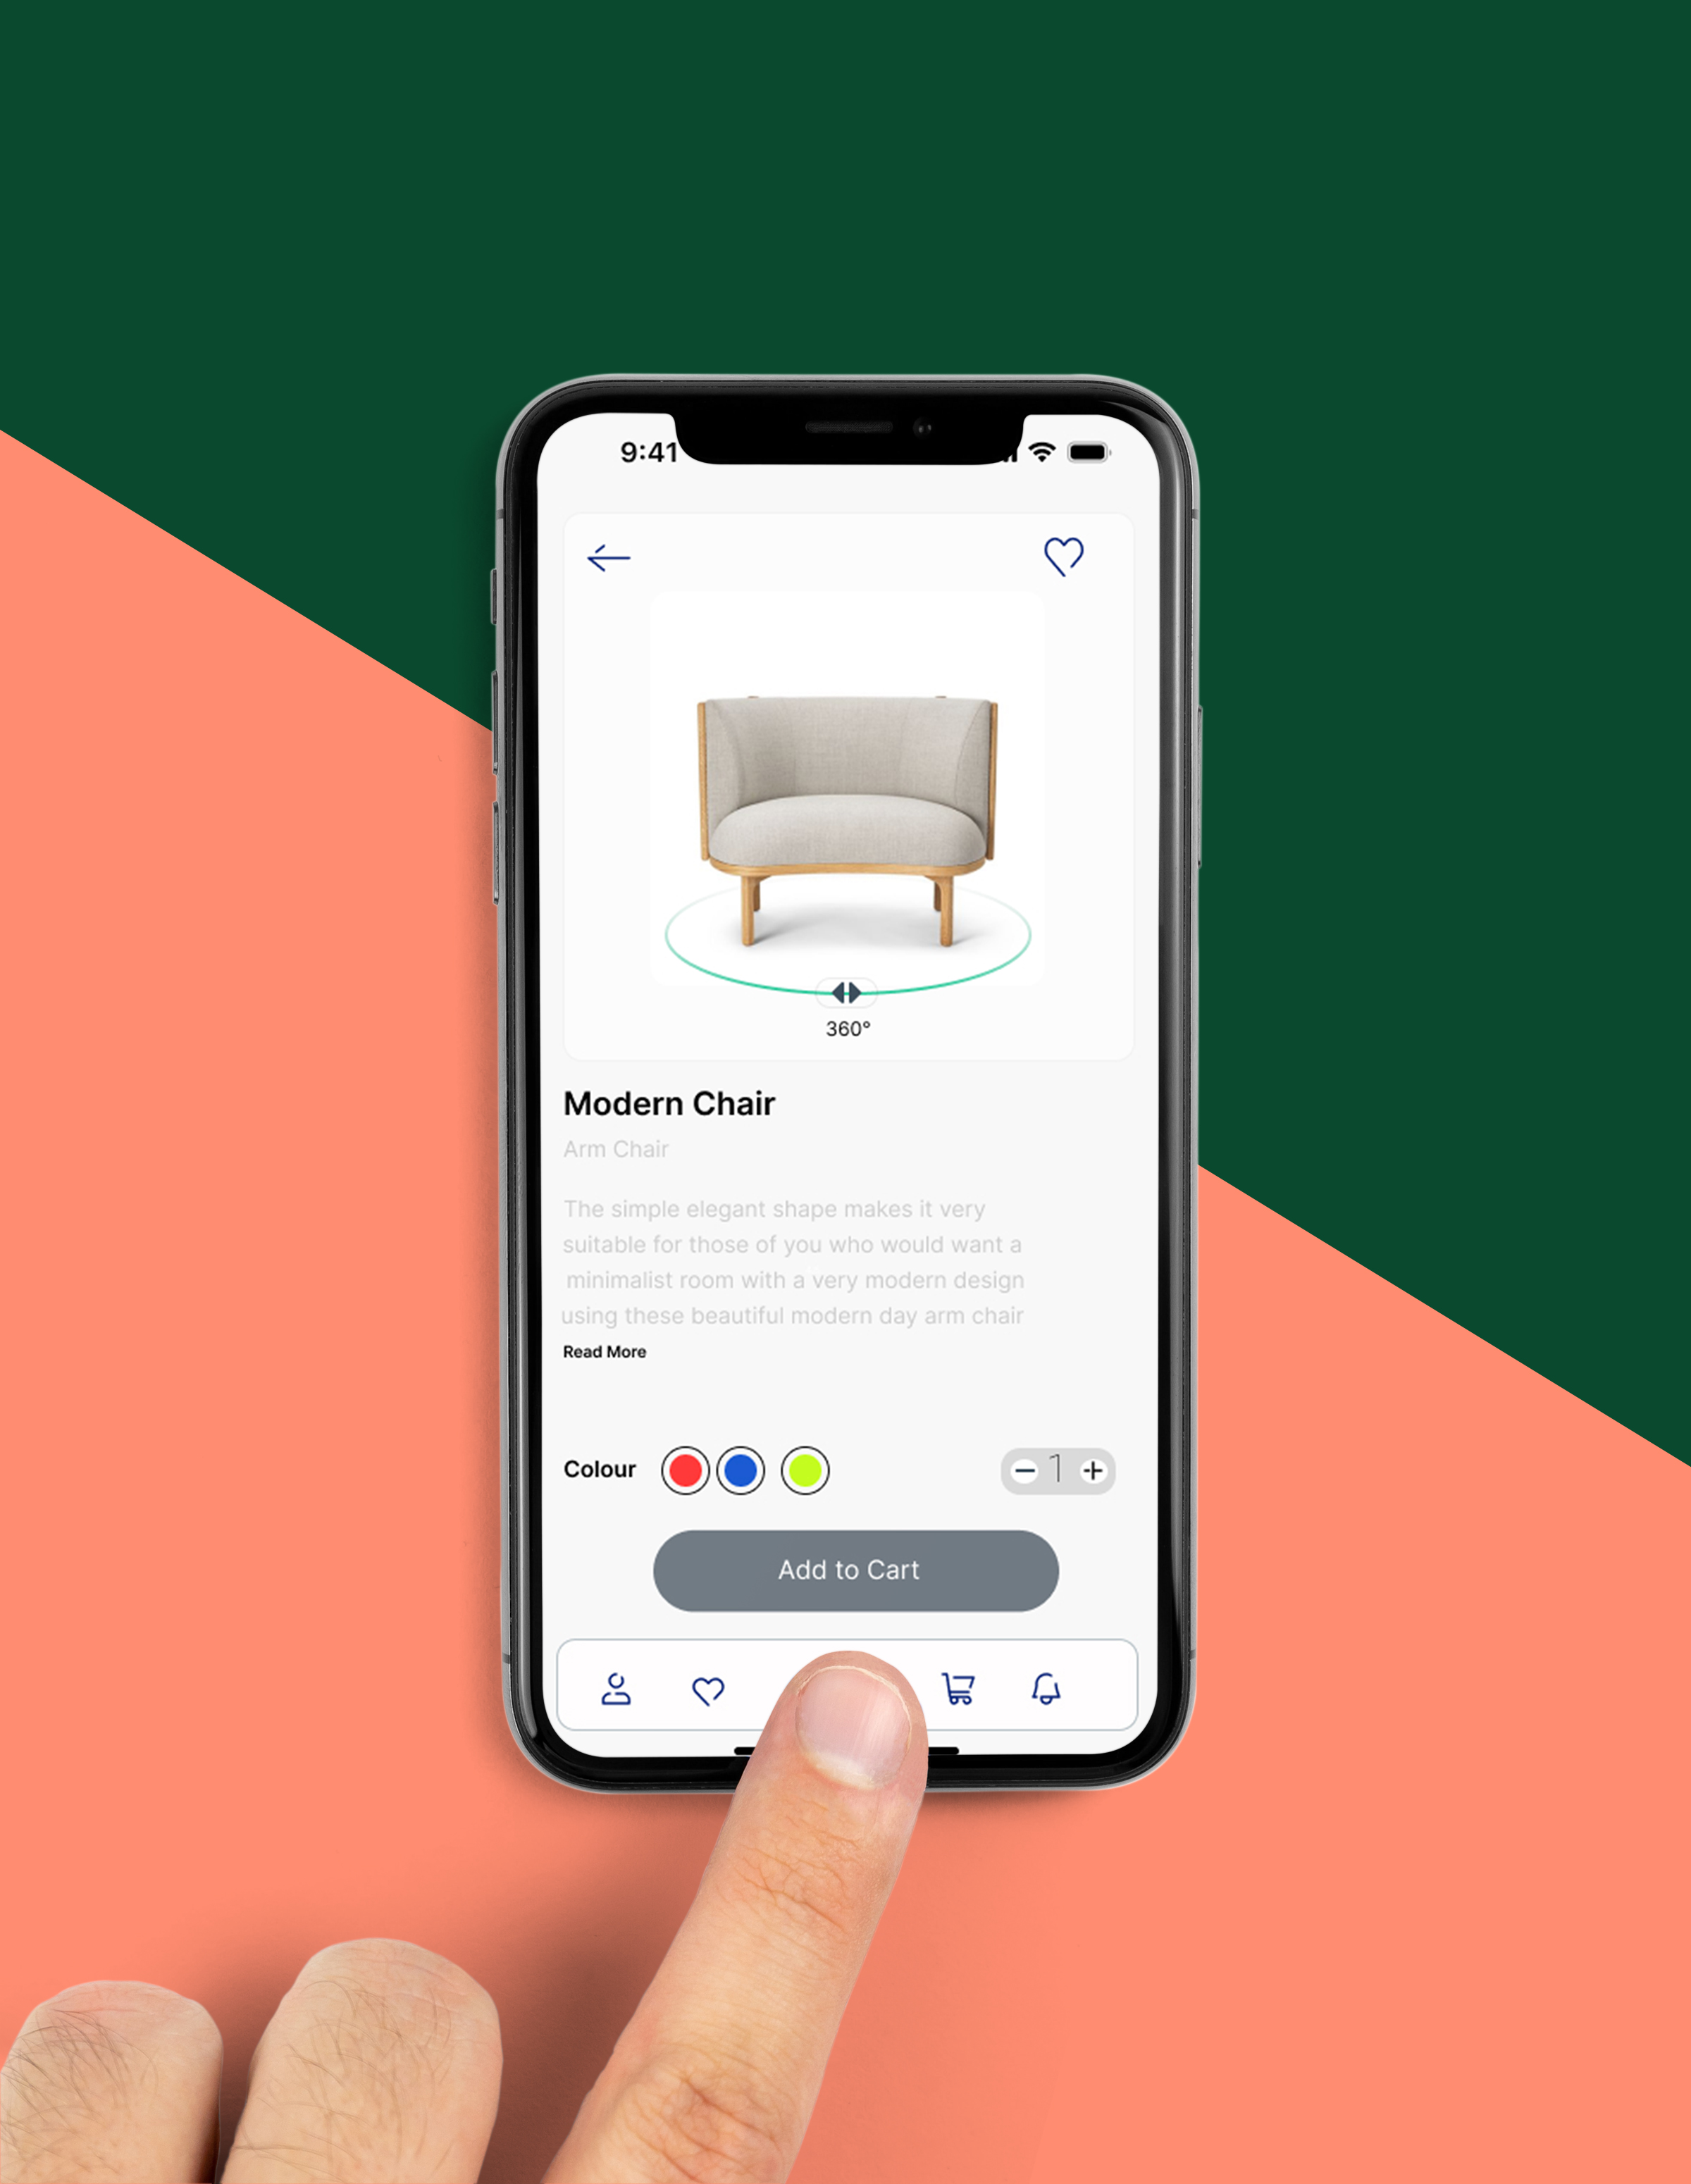 9:41
360°
Modern Chair
Arm Chair
The simple elegant shape makes it very
suitable for those of you who would want a
minimalist room with a very modern design
using these beautiful modern day arm chair
Read More
Colour
1
Add to Cart